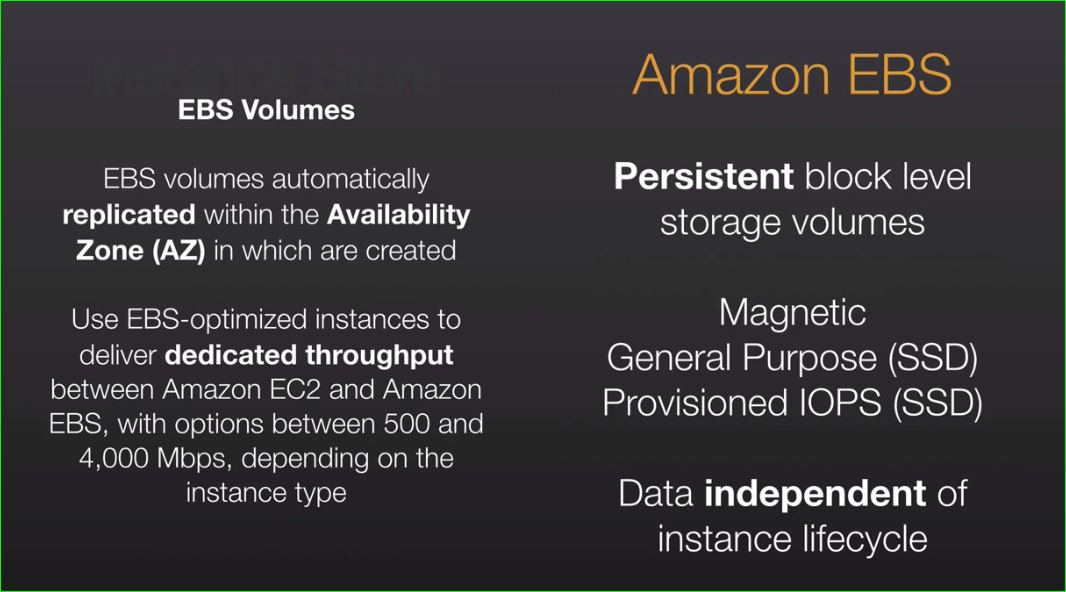 Instance Store
EBS Volumes
EBS volumes automatically
replicated within the Availability
Zone (AZ) in which are created
Use EBS-optimized instances to
deliver dedicated throughput
between Amazon EC2 and Amazon
EBS, with options between 500 and
4,000 Mbps, depending on the
instance type
Amazon EBS
Persistent block level
storage volumes
Magnetic
General Purpose (SSD)
Provisioned IOPS (SSD)
Data independent of
instance lifecycle